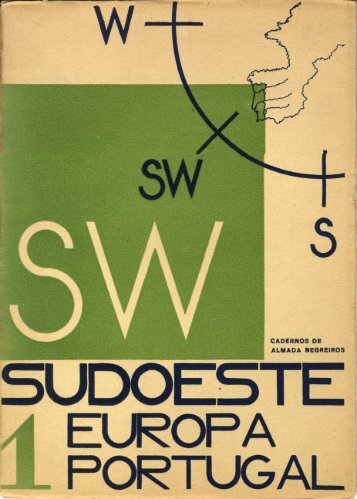 W
SW
S
SW
CADERNOS DE
ALMADA NEGREIROS
SUDOESTE
1 EUROPA
PORTUGAL